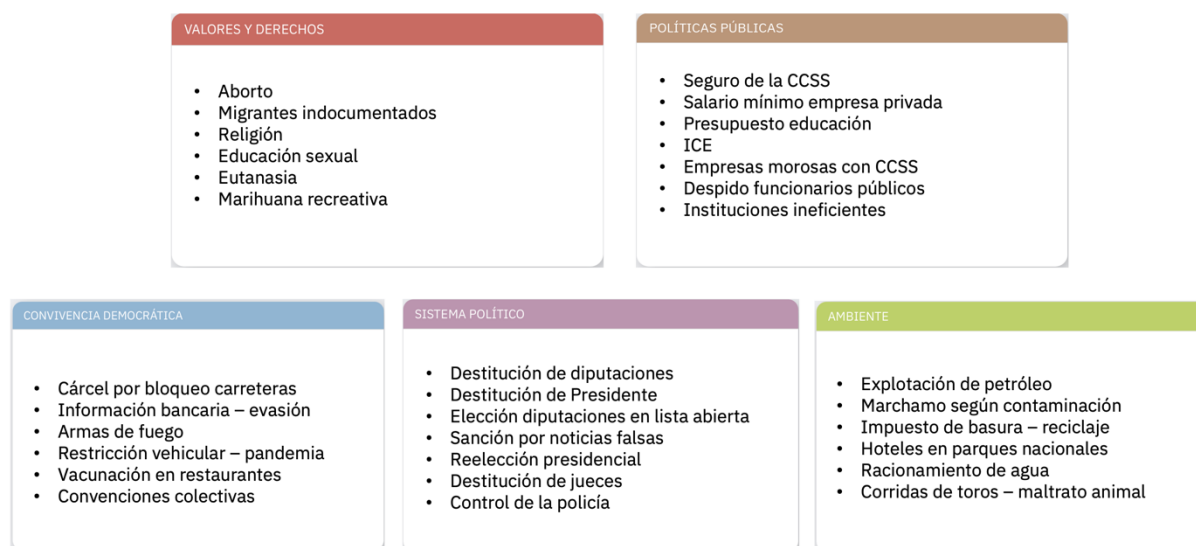 VALORES Y DERECHOS
• Aborto
• Migrantes indocumentados
• Religión
• Educación sexual
• Eutanasia
• Marihuana recreativa
POLÍTICAS PÚBLICAS
• Seguro de la CCSS
• Salario mínimo empresa privada
• Presupuesto educación
• ICE
• Empresas morosas con CCSS
• Despido funcionarios públicos
• Instituciones ineficientes
CONVIVENCIA DEMOCRÁTICA
• Cárcel por bloqueo carreteras
• Información bancaria – evasión
• Armas de fuego
• Restricción vehicular – pandemia
• Vacunación en restaurantes
• Convenciones colectivas
SISTEMA POLÍTICO
• Destitución de diputaciones
• Destitución de Presidente
• Elección diputaciones en lista abierta
• Sanción por noticias falsas
• Reelección presidencial
• Destitución de jueces
• Control de la policía
AMBIENTE
• Explotación de petróleo
• Marchamo según contaminación
• Impuesto de basura – reciclaje
• Hoteles en parques nacionales
• Racionamiento de agua
• Corridas de toros – maltrato animal